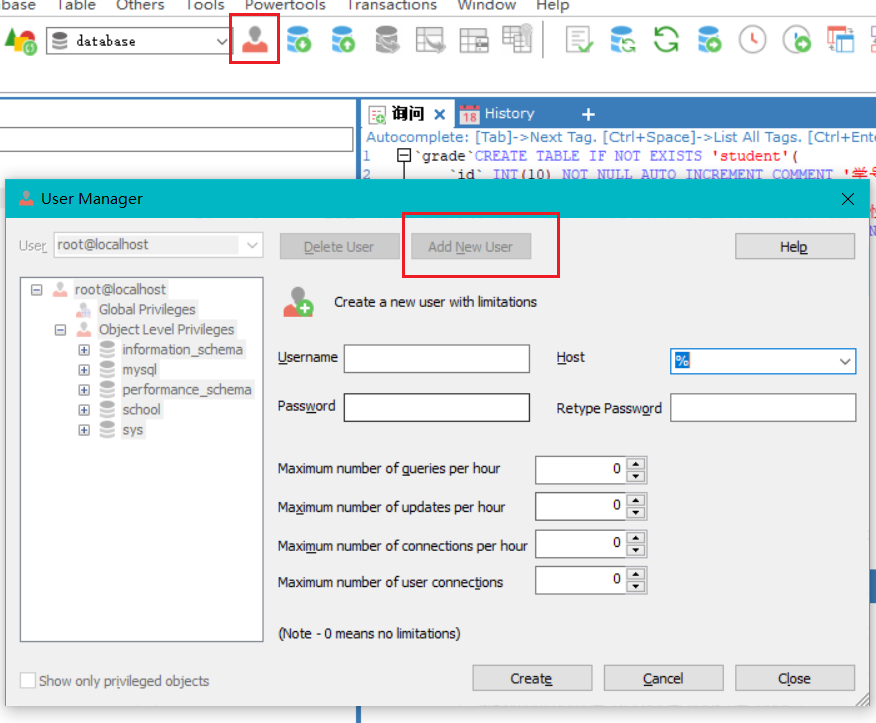 base Table Others Tools Powertools Transactions Window Help
database
询问 History
18
Autocomplete: [Tab]->Next Tag. [Ctrl+Space]->List All Tags. [Ctrl+Ente
1 `grade`CREATE TABLE IF NOT EXISTS 'student'(
2 `id` INT(10) NOT NULL AUTO_INCREMENT COMMENT '学号
User Manager
User root@localhost Delete User Add New User Help
root@localhost
Global Privileges
Object Level Privileges
information_schema
mysql
performance_schema
school
sys
Create a new user with limitations
Username Host %
Password Retype Password
Maximum number of queries per hour 0
Maximum number of updates per hour 0
Maximum number of connections per hour 0
Maximum number of user connections 0
(Note - 0 means no limitations)
Show only privileged objects
Create Cancel Close